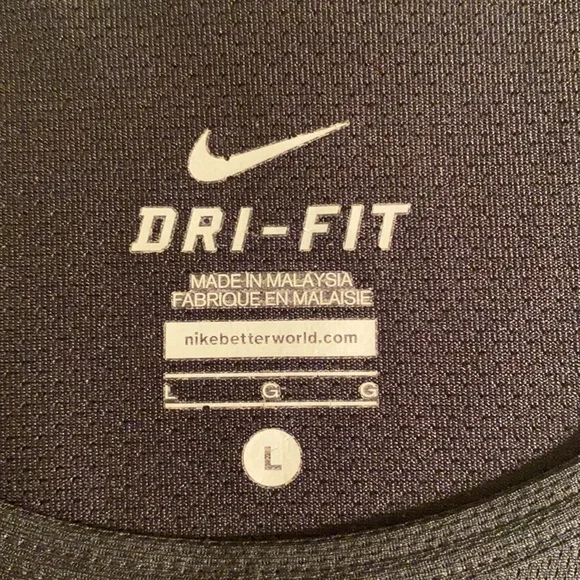 DRI-FIT
MADE IN MALAYSIA
FABRIQUE EN MALAISIE
nikebetterworld.com
L G G
L